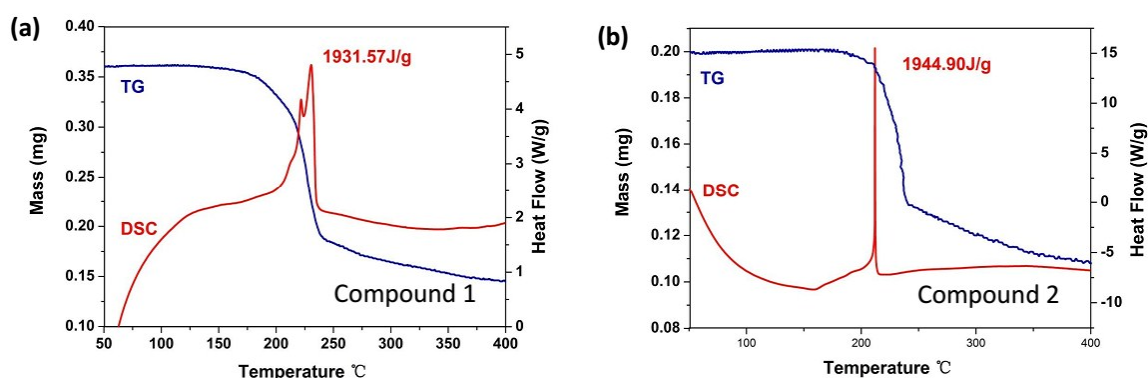 (a)
0.40
0.35
0.30
0.25
0.20
0.15
0.10
Mass (mg)
TG
DSC
1931.57J/g
Compound 1
5
4
3
2
1
0
Heat Flow (W/g)
50 100 150 200 250 300 350 400
Temperature ℃
(b)
0.20
0.18
0.16
0.14
0.12
0.10
0.08
Mass (mg)
TG
DSC
1944.90J/g
Compound 2
15
10
5
0
-5
-10
Heat Flow (W/g)
100 200 300 400
Temperature ℃